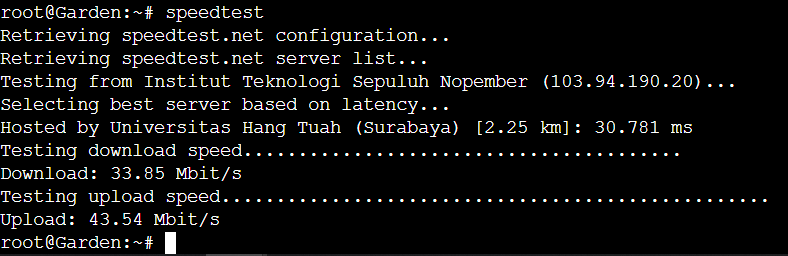 root@Garden:~# speedtest
Retrieving speedtest.net configuration...
Retrieving speedtest.net server list...
Testing from Institut Teknologi Sepuluh Nopember (103.94.190.20)...
Selecting best server based on latency...
Hosted by Universitas Hang Tuah (Surabaya) [2.25 km]: 30.781 ms
Testing download speed........................................
Download: 33.85 Mbit/s
Testing upload speed..................................................
Upload: 43.54 Mbit/s
root@Garden:~#